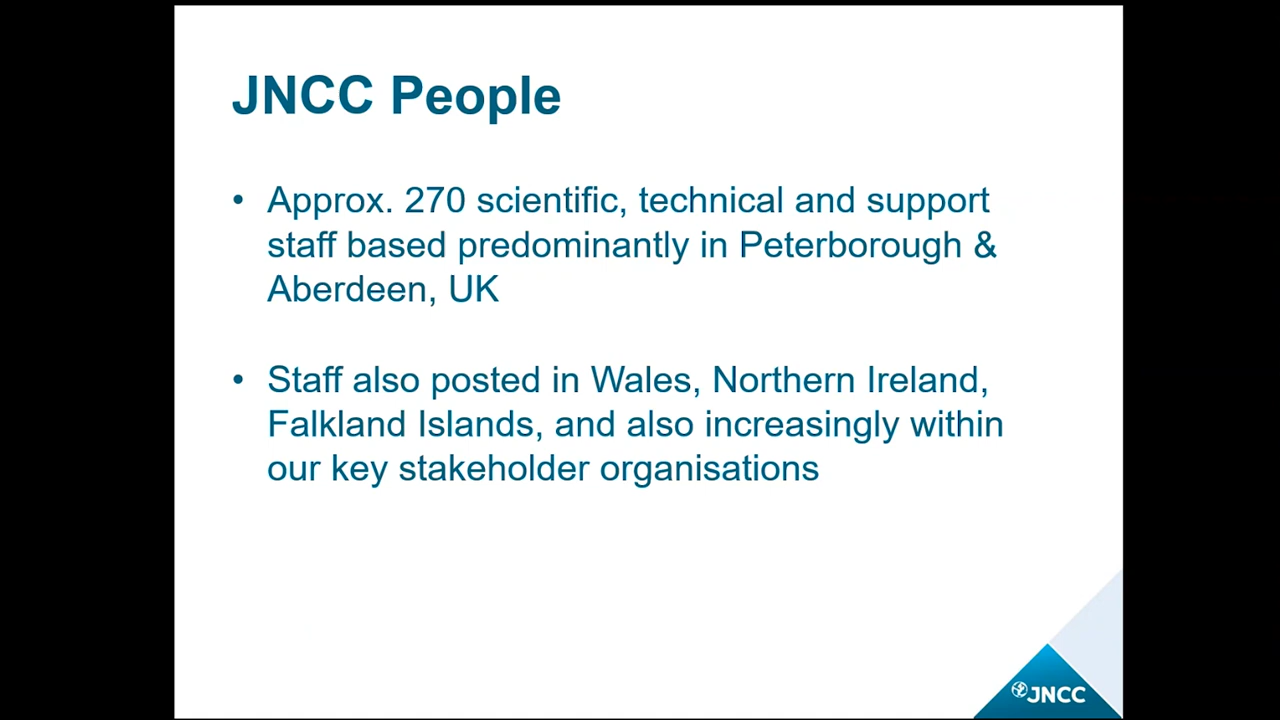 JNCC People
• Approx. 270 scientific, technical and support
staff based predominantly in Peterborough &
Aberdeen, UK
• Staff also posted in Wales, Northern Ireland,
Falkland Islands, and also increasingly within
our key stakeholder organisations
JNCC